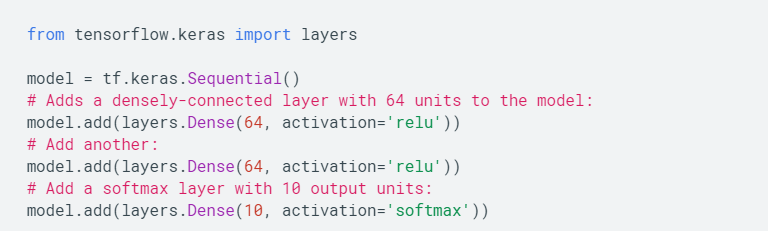 from tensorflow.keras import layers
model = tf.keras.Sequential()
# Adds a densely-connected layer with 64 units to the model:
model.add(layers.Dense(64, activation='relu'))
# Add another:
model.add(layers.Dense(64, activation='relu'))
# Add a softmax layer with 10 output units:
model.add(layers.Dense(10, activation='softmax'))